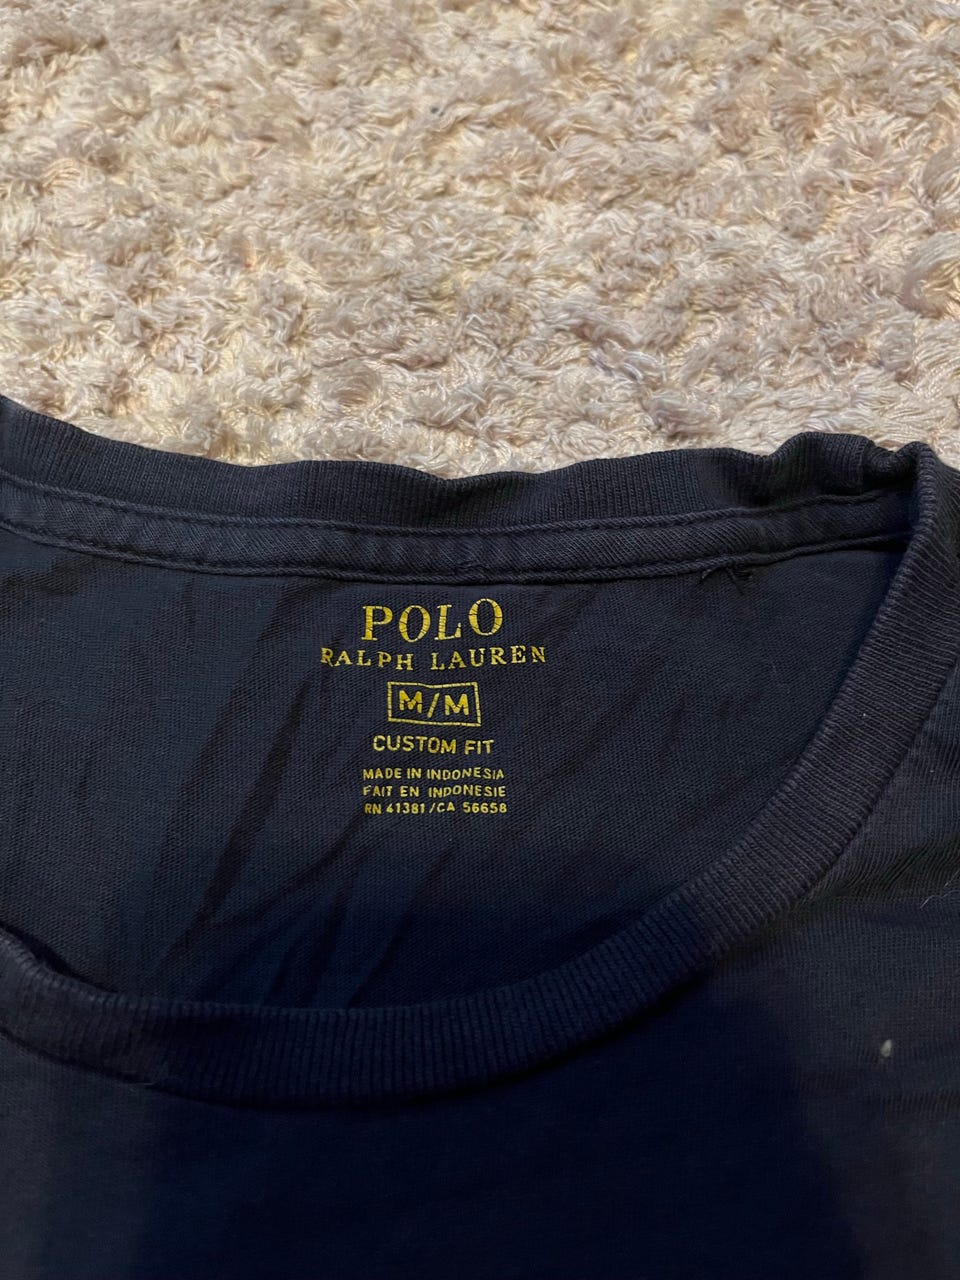 POLO
RALPH LAUREN
M/M
CUSTOM FIT
MADE IN INDONESIA
FAIT EN INDONESIE
RN 41381/CA 56658